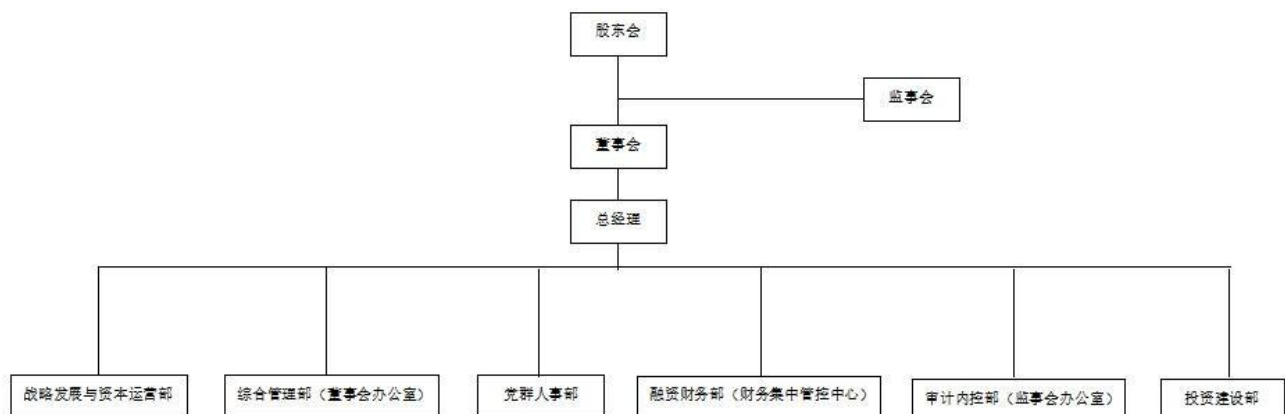 股东会
监事会
董事会
总经理
战略发展与资本运营部
综合管理部（董事会办公室）
党群人事部
融资财务部（财务集中管控中心）
审计内控部（监事会办公室）
投资建设部